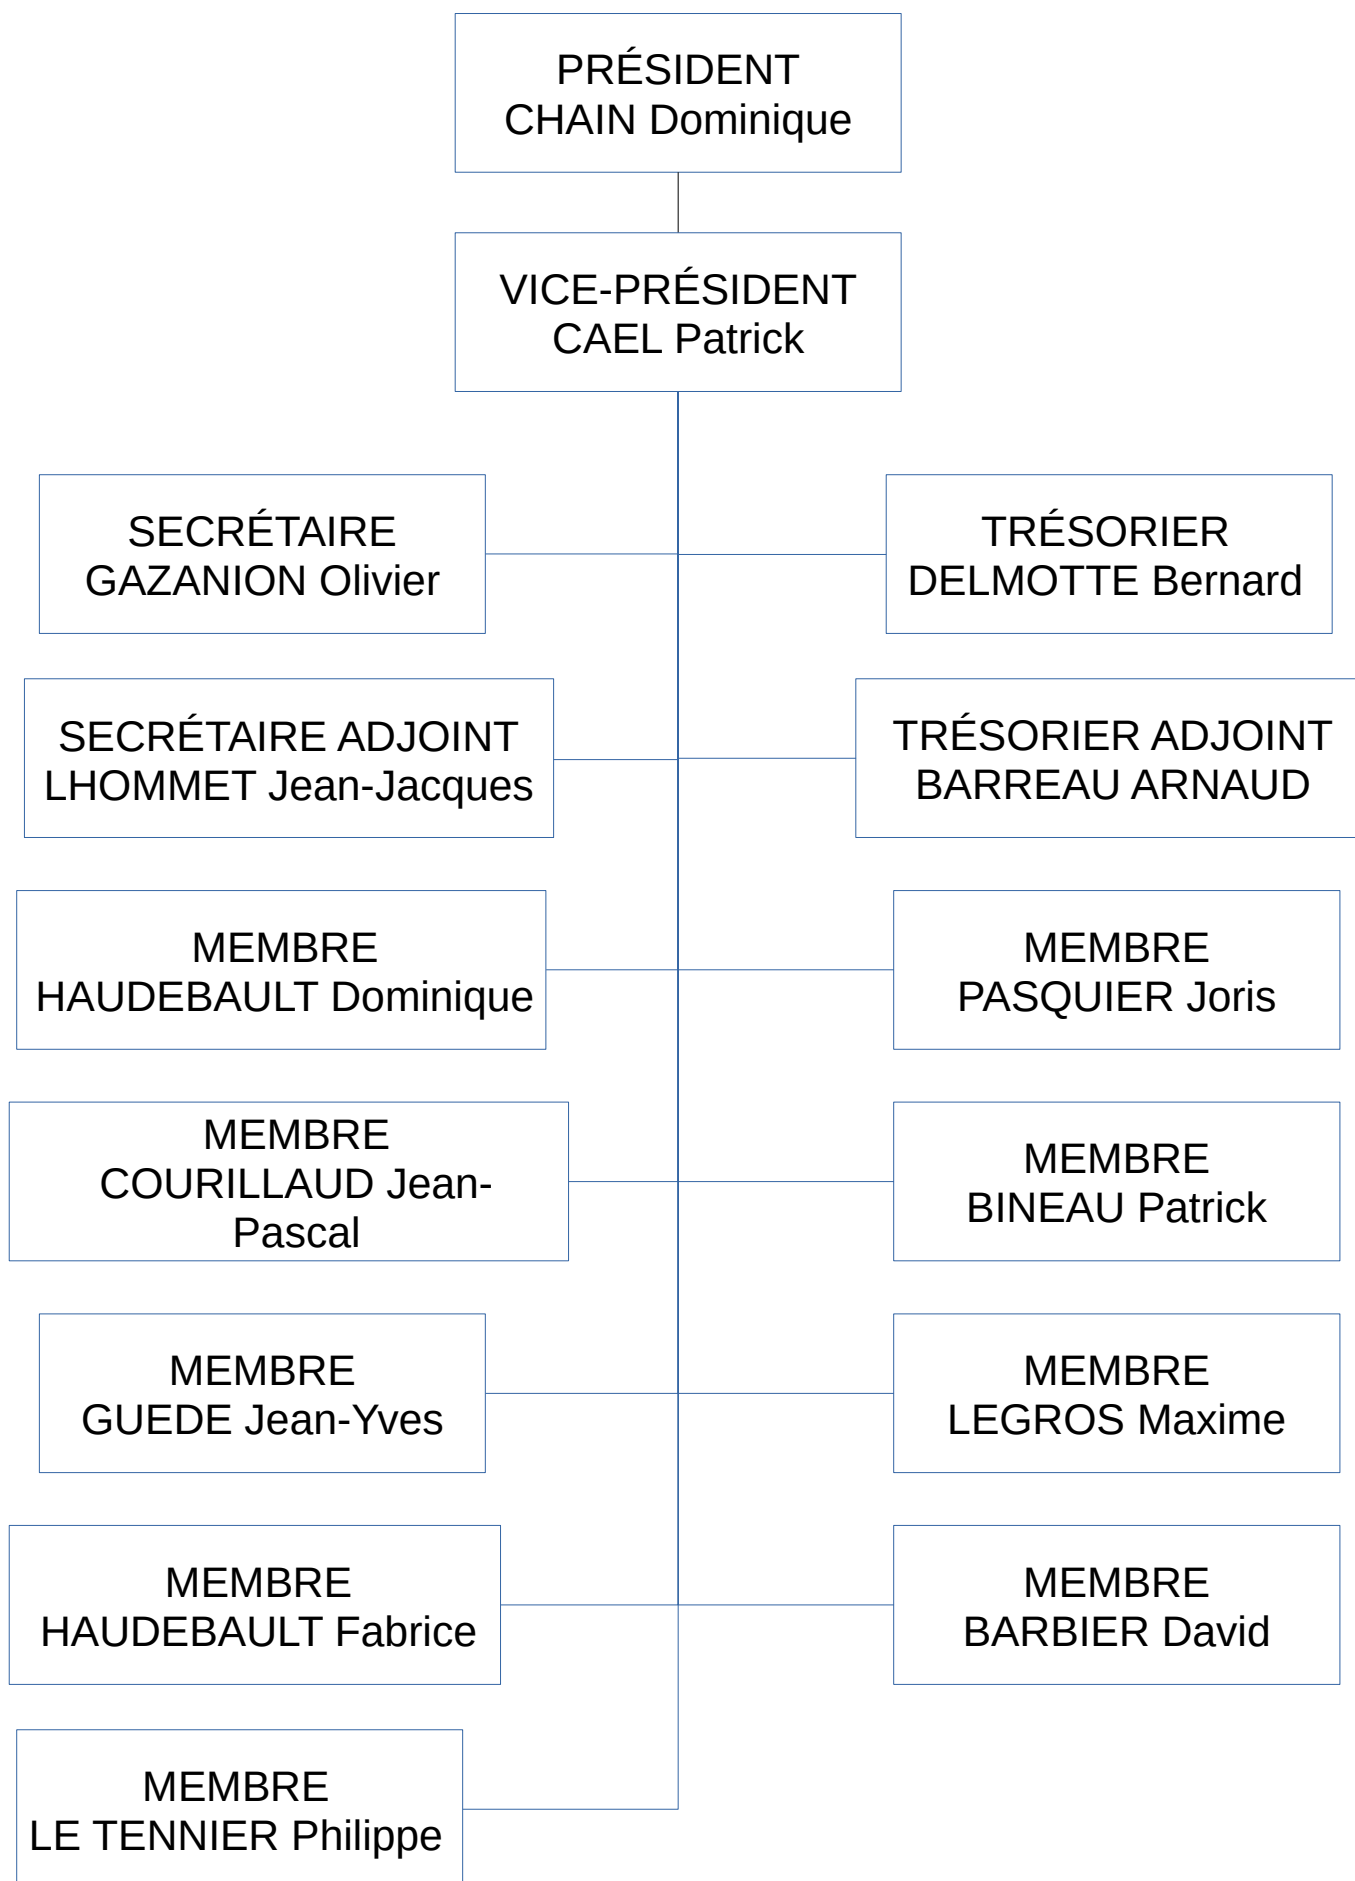 PRÉSIDENT
CHAIN Dominique
VICE-PRÉSIDENT
CAEL Patrick
SECRÉTAIRE
GAZANION Olivier
TRÉSORIER
DELMOTTE Bernard
SECRÉTAIRE ADJOINT
LHOMMET Jean-Jacques
TRÉSORIER ADJOINT
BARREAU ARNAUD
MEMBRE
HAUDEBAULT Dominique
MEMBRE
PASQUIER Joris
MEMBRE
COURILLAUD Jean-
Pascal
MEMBRE
BINEAU Patrick
MEMBRE
GUEDE Jean-Yves
MEMBRE
LEGROS Maxime
MEMBRE
HAUDEBAULT Fabrice
MEMBRE
BARBIER David
MEMBRE
LE TENNIER Philippe